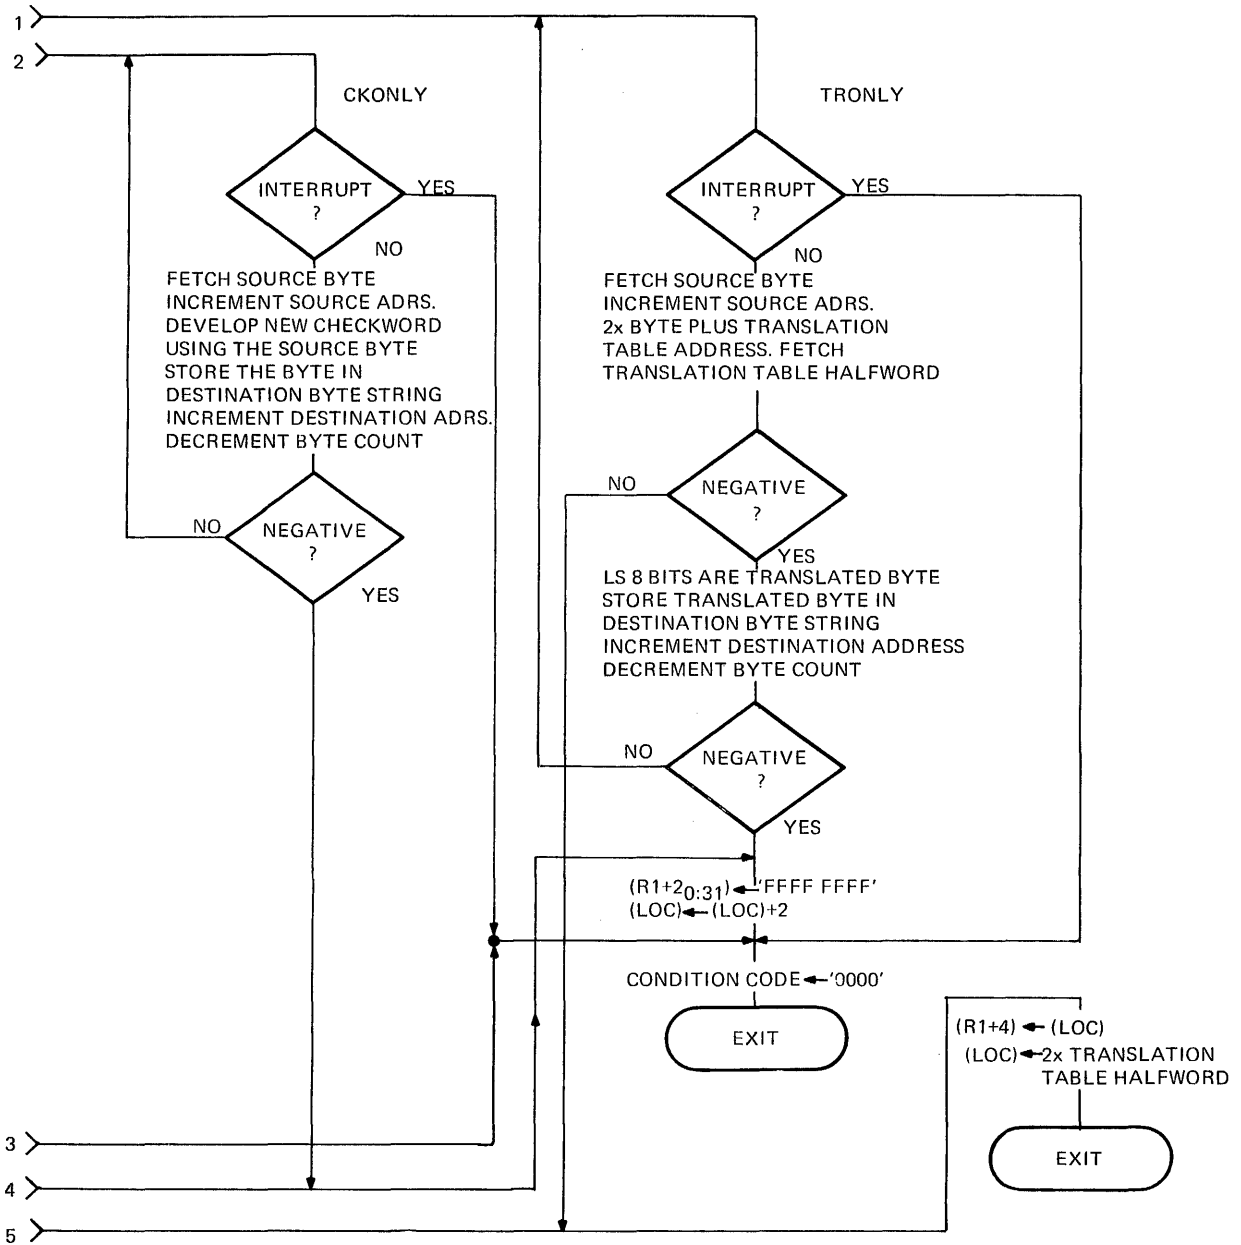 1
2
CKONLY
TRONLY
INTERRUPT
?
YES
NO
FETCH SOURCE BYTE
INCREMENT SOURCE ADRS.
DEVELOP NEW CHECKWORD
USING THE SOURCE BYTE
STORE THE BYTE IN
DESTINATION BYTE STRING
INCREMENT DESTINATION ADRS.
DECREMENT BYTE COUNT
NEGATIVE
?
NO
YES
INTERRUPT
?
YES
NO
FETCH SOURCE BYTE
INCREMENT SOURCE ADRS.
2x BYTE PLUS TRANSLATION
TABLE ADDRESS. FETCH
TRANSLATION TABLE HALFWORD
NEGATIVE
?
NO
YES
LS 8 BITS ARE TRANSLATED BYTE
STORE TRANSLATED BYTE IN
DESTINATION BYTE STRING
INCREMENT DESTINATION ADDRESS
DECREMENT BYTE COUNT
NEGATIVE
?
NO
YES
(R1+2 0:31) ← 'FFFF FFFF'
(LOC) ← (LOC)+2
CONDITION CODE ← '0000'
EXIT
(R1+4) ← (LOC)
(LOC) ← 2x TRANSLATION
TABLE HALFWORD
EXIT
3
4
5